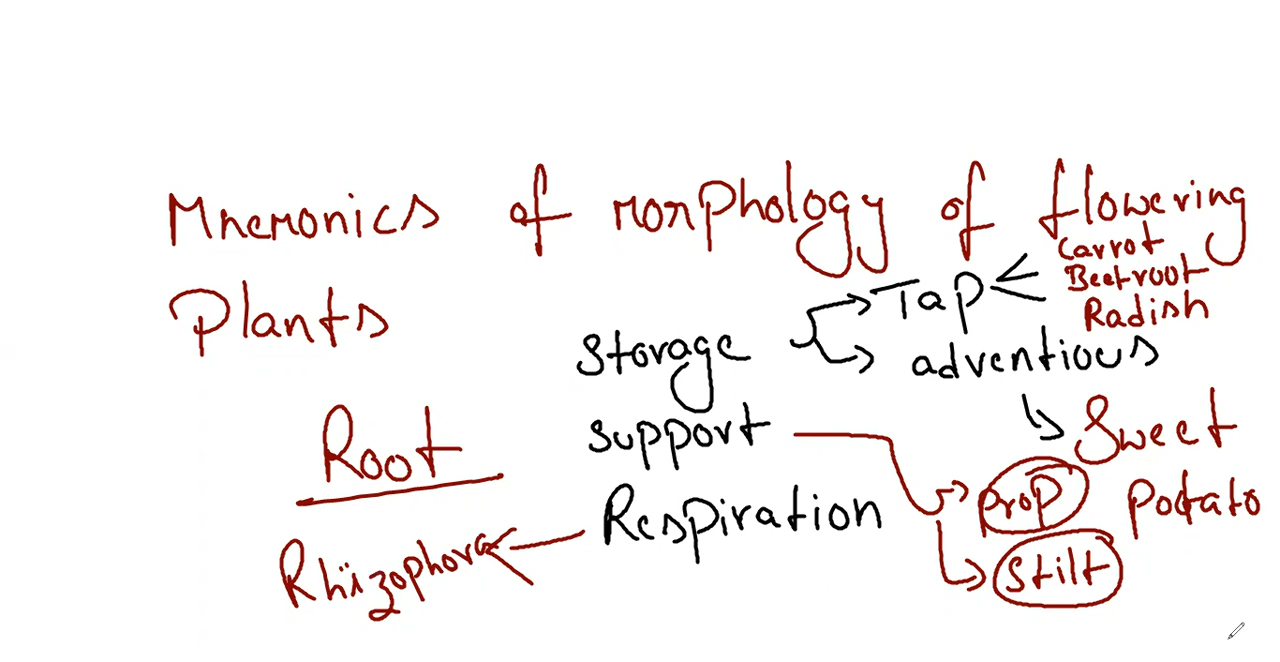 Mnemonics of morphology of flowering
Plants
Carrot
Beetroot
Radish
Tap
Storage
adventious
Sweet
Potato
Root
support
Prop
Stilt
Respiration
Rhizophora